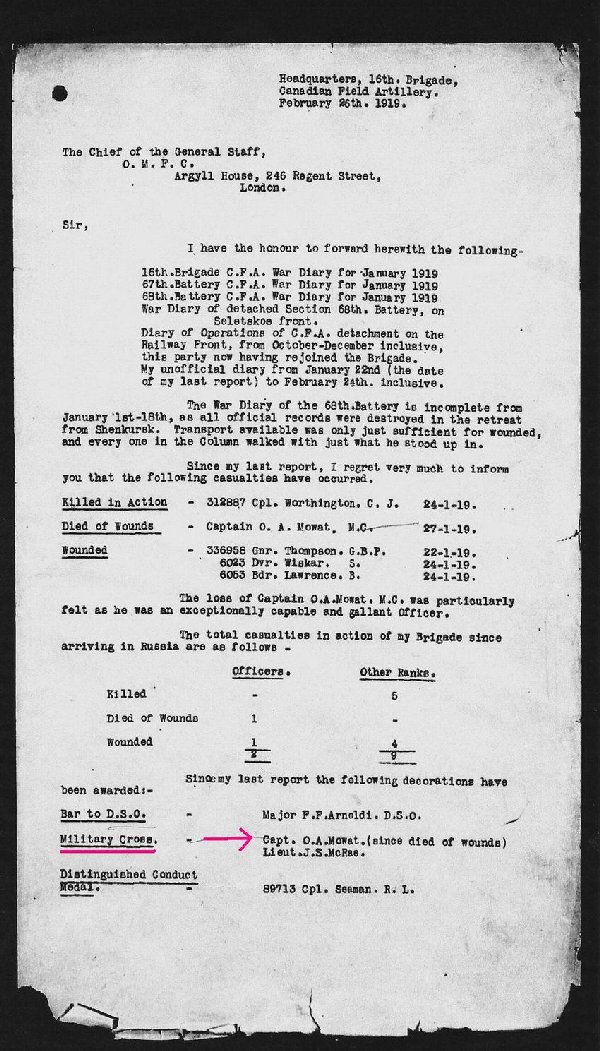 Headquarters, 16th. Brigade,
Canadian Field Artillery.
February 26th. 1919.
The Chief of the General Staff,
O. M. F. C.
Argyll House, 246 Regent Street,
London.
Sir,
I have the honour to forward herewith the following-
16th.Brigade C.F.A. War Diary for January 1919
67th.Battery C.F.A. War Diary for January 1919
68th.Battery C.F.A. War Diary for January 1919
War Diary of detached Section 68th. Battery, on
Seletskoe front.
Diary of Operations of C.F.A. detachment on the
Railway Front, from October-December inclusive,
this party now having rejoined the Brigade.
My unofficial diary from January 22nd (the date
of my last report) to February 24th. inclusive.
The War Diary of the 68th.Battery is incomplete from
January 1st-18th, as all official records were destroyed in the retreat
from Shenkursk. Transport available was only just sufficient for wounded,
and every one in the Column walked with just what he stood up in.
Since my last report, I regret very much to inform
you that the following casualties have occurred.
Killed in Action - 312887 Cpl. Worthington. C. J. 24-1-19.
Died of Wounds - Captain O. A. Mowat. M.C. 27-1-19.
Wounded - 336958 Gnr. Thompson. G.B.P. 22-1-19.
6023 Dvr. Wiskar. S. 24-1-19.
6053 Bdr. Lawrence. B. 24-1-19.
The loss of Captain O.A.Mowat. M.C. was particularly
felt as he was an exceptionally capable and gallant Officer.
The total casualties in action of my Brigade since
arriving in Russia are as follows -
Officers. Other Ranks.
Killed - 5
Died of Wounds 1 -
Wounded 1 4
2 9
Since my last report the following decorations have
been awarded:-
Bar to D.S.O. - Major F.F.Arnoldi. D.S.O.
Military Cross. - Capt. O.A.Mowat.(since died of wounds)
Lieut.J.S.McRae.
Distinguished Conduct
Medal. - 89713 Cpl. Seaman. R. L.